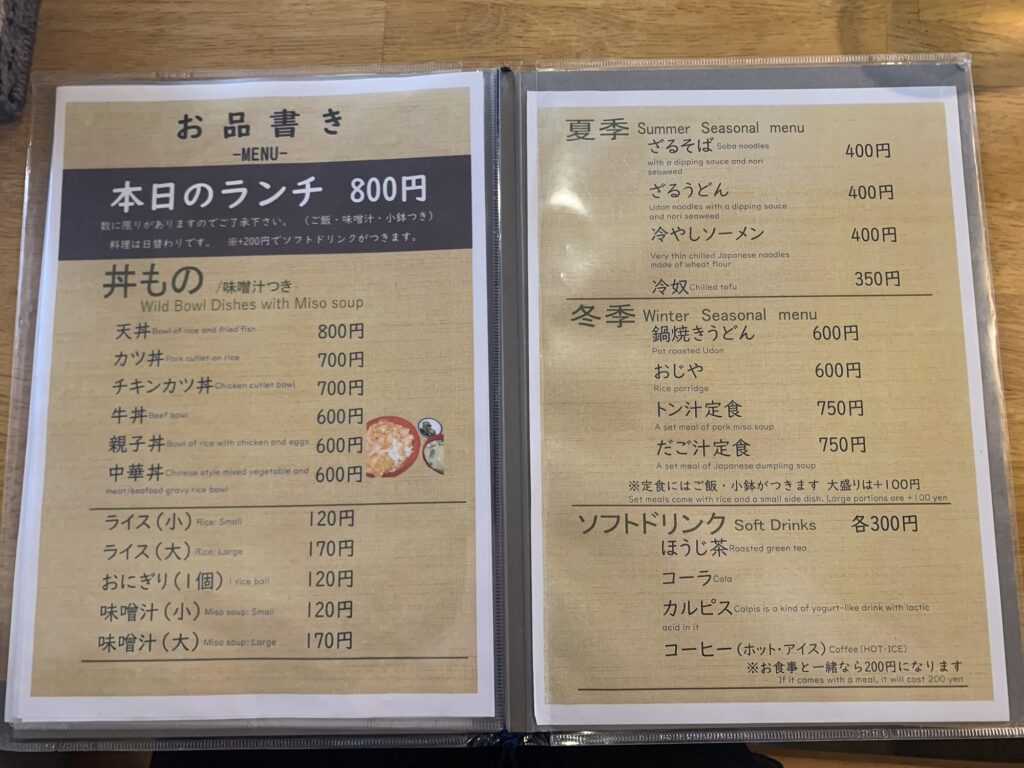 お品書き
-MENU-
本日のランチ 800円
数に限りがありますのでご了承下さい。 (ご飯・味噌汁・小鉢つき)
料理は日替わりです。 ※+200円でソフトドリンクがつきます。
丼もの /味噌汁つき
Wild Bowl Dishes with Miso soup
天丼 Bowl of rice and fried fish 800円
カツ丼 Pork cutlet on rice 700円
チキンカツ丼 Chicken cutlet bowl 700円
牛丼 Beef bowl 600円
親子丼 Bowl of rice with chicken and eggs 600円
中華丼 Chinese style mixed vegetable and 600円
meat/seafood gravy rice bowl
ライス(小) Rice: Small 120円
ライス(大) Rice: Large 170円
おにぎり(1個) 1 rice ball 120円
味噌汁(小) Miso soup: Small 120円
味噌汁(大) Miso soup: Large 170円
夏季 Summer Seasonal menu
ざるそば Soba noodles 400円
with a dipping sauce and nori
seaweed
ざるうどん 400円
Udon noodles with a dipping sauce
and nori seaweed
冷やしソーメン 400円
Very thin chilled Japanese noodles
made of wheat flour
冷奴 Chilled tofu 350円
冬季 Winter Seasonal menu
鍋焼きうどん 600円
Pot roasted Udon
おじや 600円
Rice porridge
トン汁定食 750円
A set meal of pork miso soup
だご汁定食 750円
A set meal of Japanese dumpling soup
※定食にはご飯・小鉢がつきます 大盛りは+100円
Set meals come with rice and a small side dish. Large portions are +100 yen
ソフトドリンク Soft Drinks 各300円
ほうじ茶 Roasted green tea
コーラ Cola
カルピス Calpis is a kind of yogurt-like drink with lactic
acid in it
コーヒー(ホット・アイス) Coffee (HOT・ICE)
※お食事と一緒なら200円になります
If it comes with a meal, it will cost 200 yen